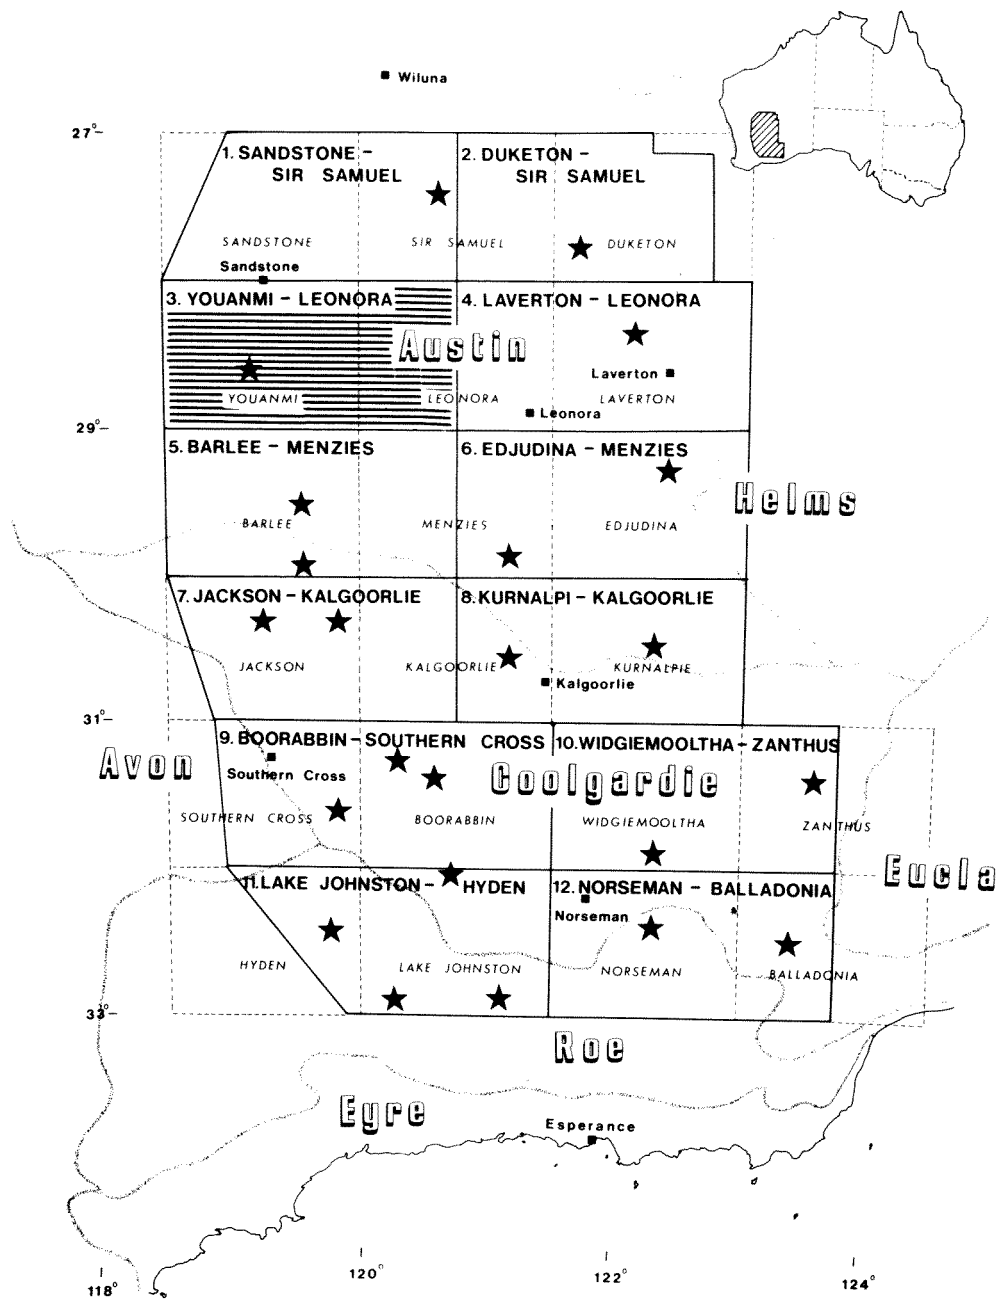 Wiluna
27°
1. SANDSTONE –
SIR SAMUEL
2. DUKETON –
SIR SAMUEL
SANDSTONE
SIR SAMUEL
DUKETON
Sandstone
3. YOUANMI – LEONORA
4. LAVERTON – LEONORA
Austin
Laverton
YOUANMI
LEONORA
LAVERTON
Leonora
29°
5. BARLEE – MENZIES
6. EDJUDINA – MENZIES
Helms
BARLEE
MENZIES
EDJUDINA
7. JACKSON – KALGOORLIE
8. KURNALPI – KALGOORLIE
JACKSON
KALGOORLIE
KURNALPIE
Kalgoorlie
31°
9. BOORABBIN – SOUTHERN CROSS
10. WIDGIEMOOLTHA – ZANTHUS
Avon
Southern Cross
Coolgardie
SOUTHERN CROSS
BOORABBIN
WIDGIEMOOLTHA
ZANTHUS
Eucla
11. LAKE JOHNSTON – HYDEN
12. NORSEMAN – BALLADONIA
Norseman
HYDEN
LAKE JOHNSTON
NORSEMAN
BALLADONIA
33°
Roe
Eyre
Esperance
118°
120°
122°
124°